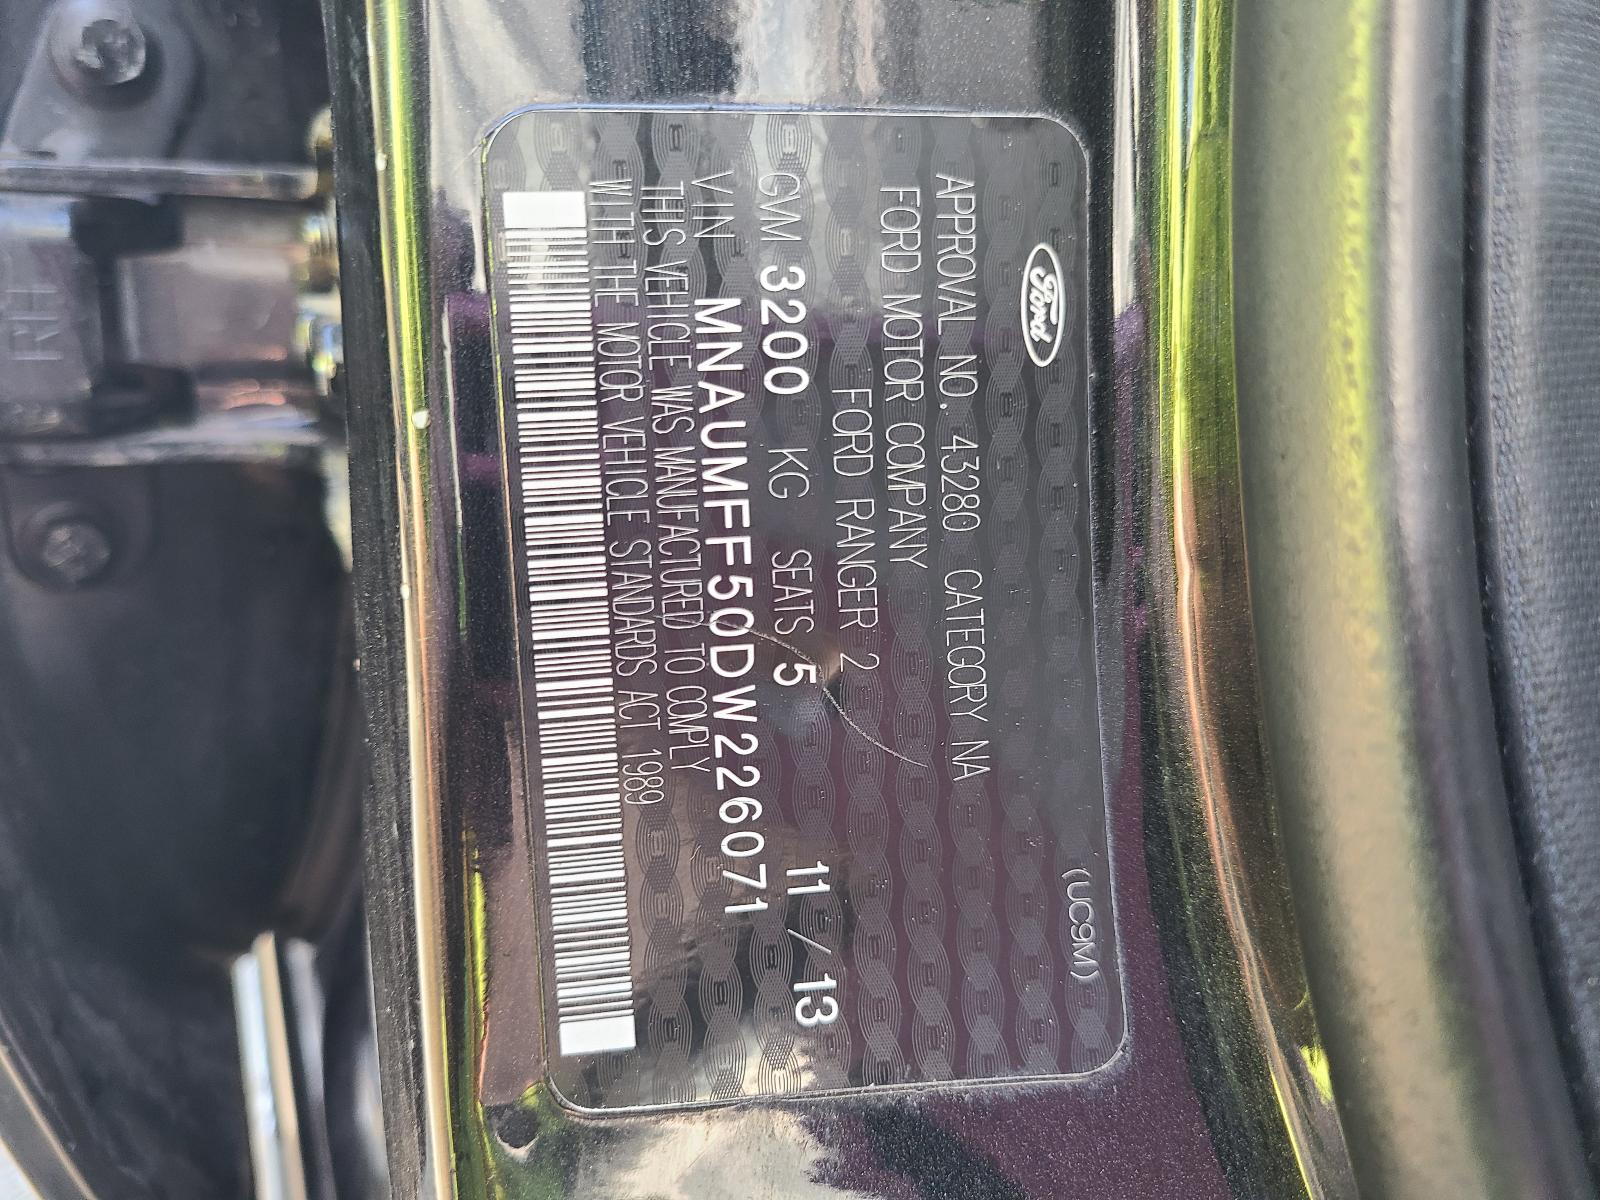 Ford
(UC9M)
APPROVAL NO. 43280 CATEGORY NA
FORD MOTOR COMPANY
FORD RANGER 2
GVM 3200 KG SEATS 5 11 / 13
VIN MNAUMFF50DW226071
THIS VEHICLE WAS MANUFACTURED TO COMPLY
WITH THE MOTOR VEHICLE STANDARDS ACT 1989
RH